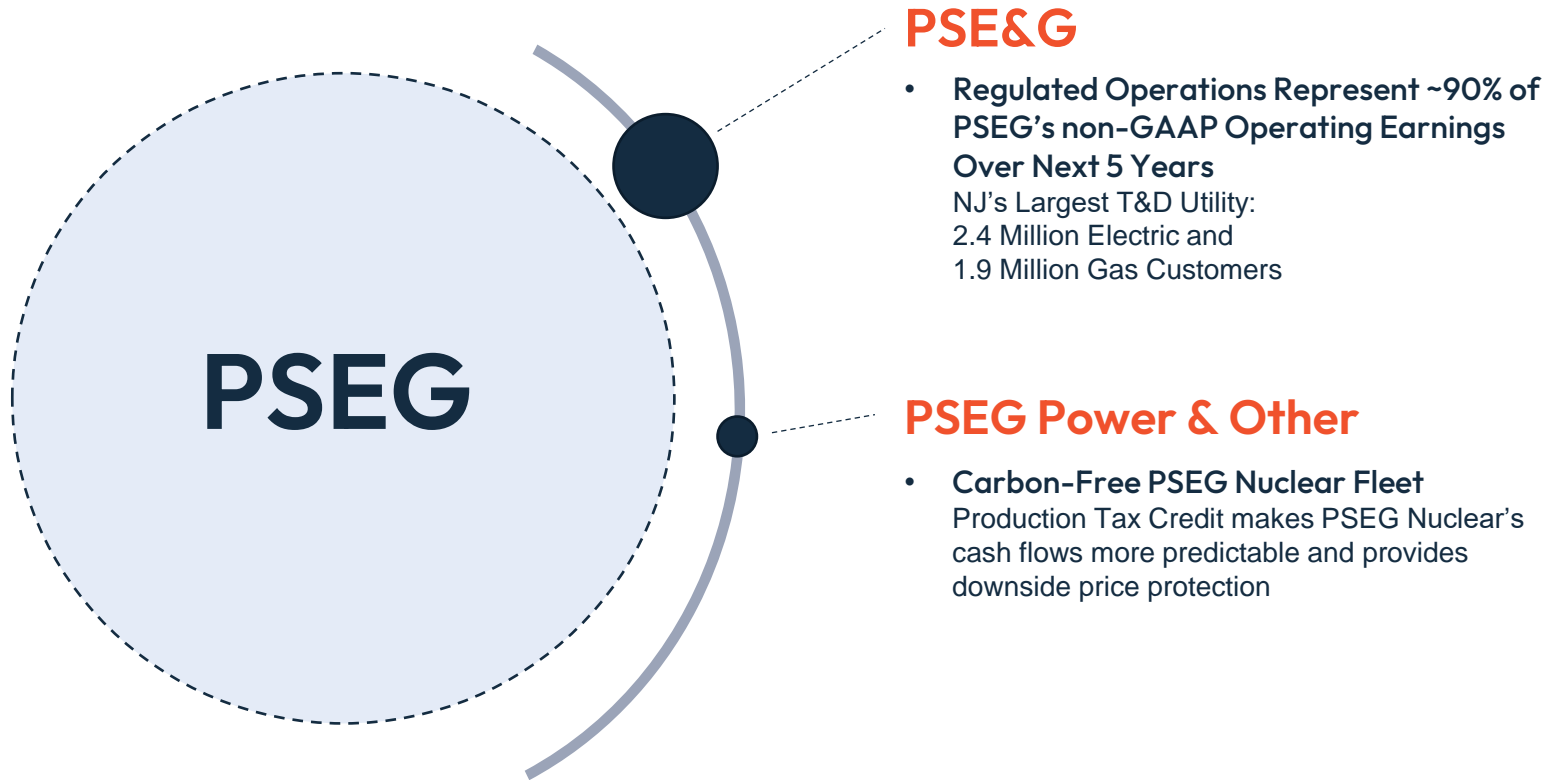 PSEG
PSE&G
• Regulated Operations Represent ~90% of
PSEG’s non-GAAP Operating Earnings
Over Next 5 Years
NJ’s Largest T&D Utility:
2.4 Million Electric and
1.9 Million Gas Customers
PSEG Power & Other
• Carbon-Free PSEG Nuclear Fleet
Production Tax Credit makes PSEG Nuclear’s
cash flows more predictable and provides
downside price protection